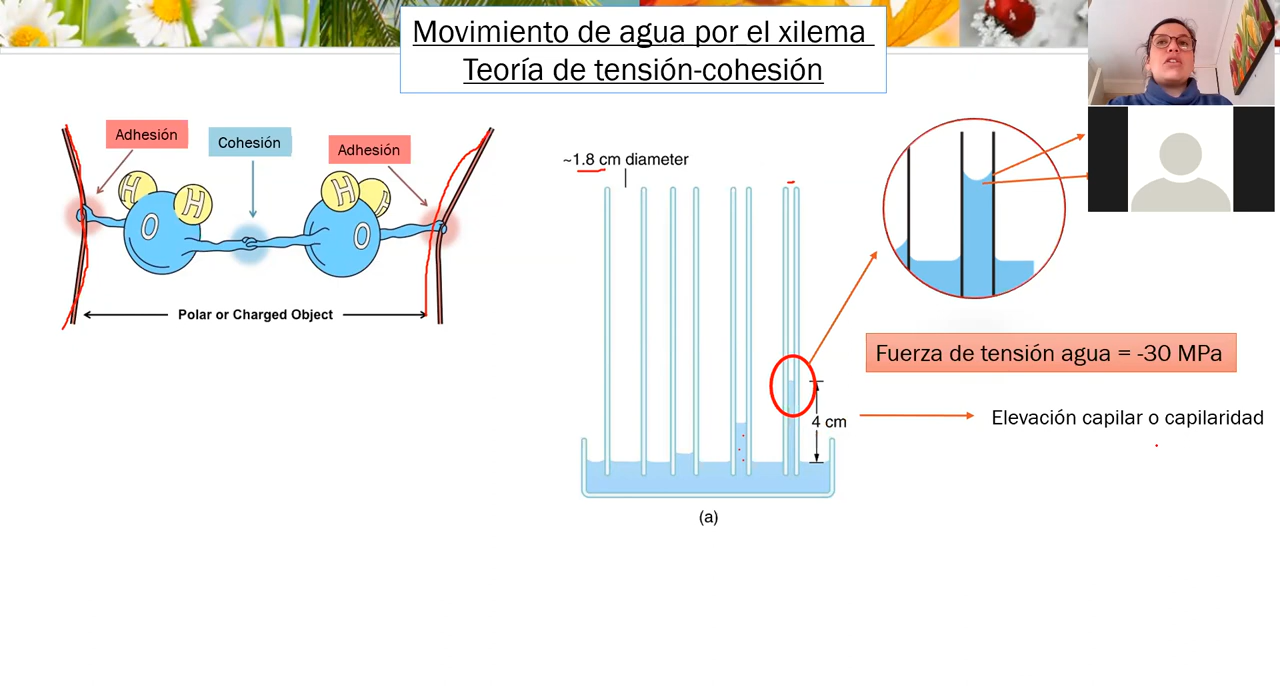 Movimiento de agua por el xilema
Teoría de tensión-cohesión
Adhesión
Cohesión
Adhesión
H
H
O
H
H
O
Polar or Charged Object
~1.8 cm diameter
4 cm
(a)
Fuerza de tensión agua = -30 MPa
Elevación capilar o capilaridad